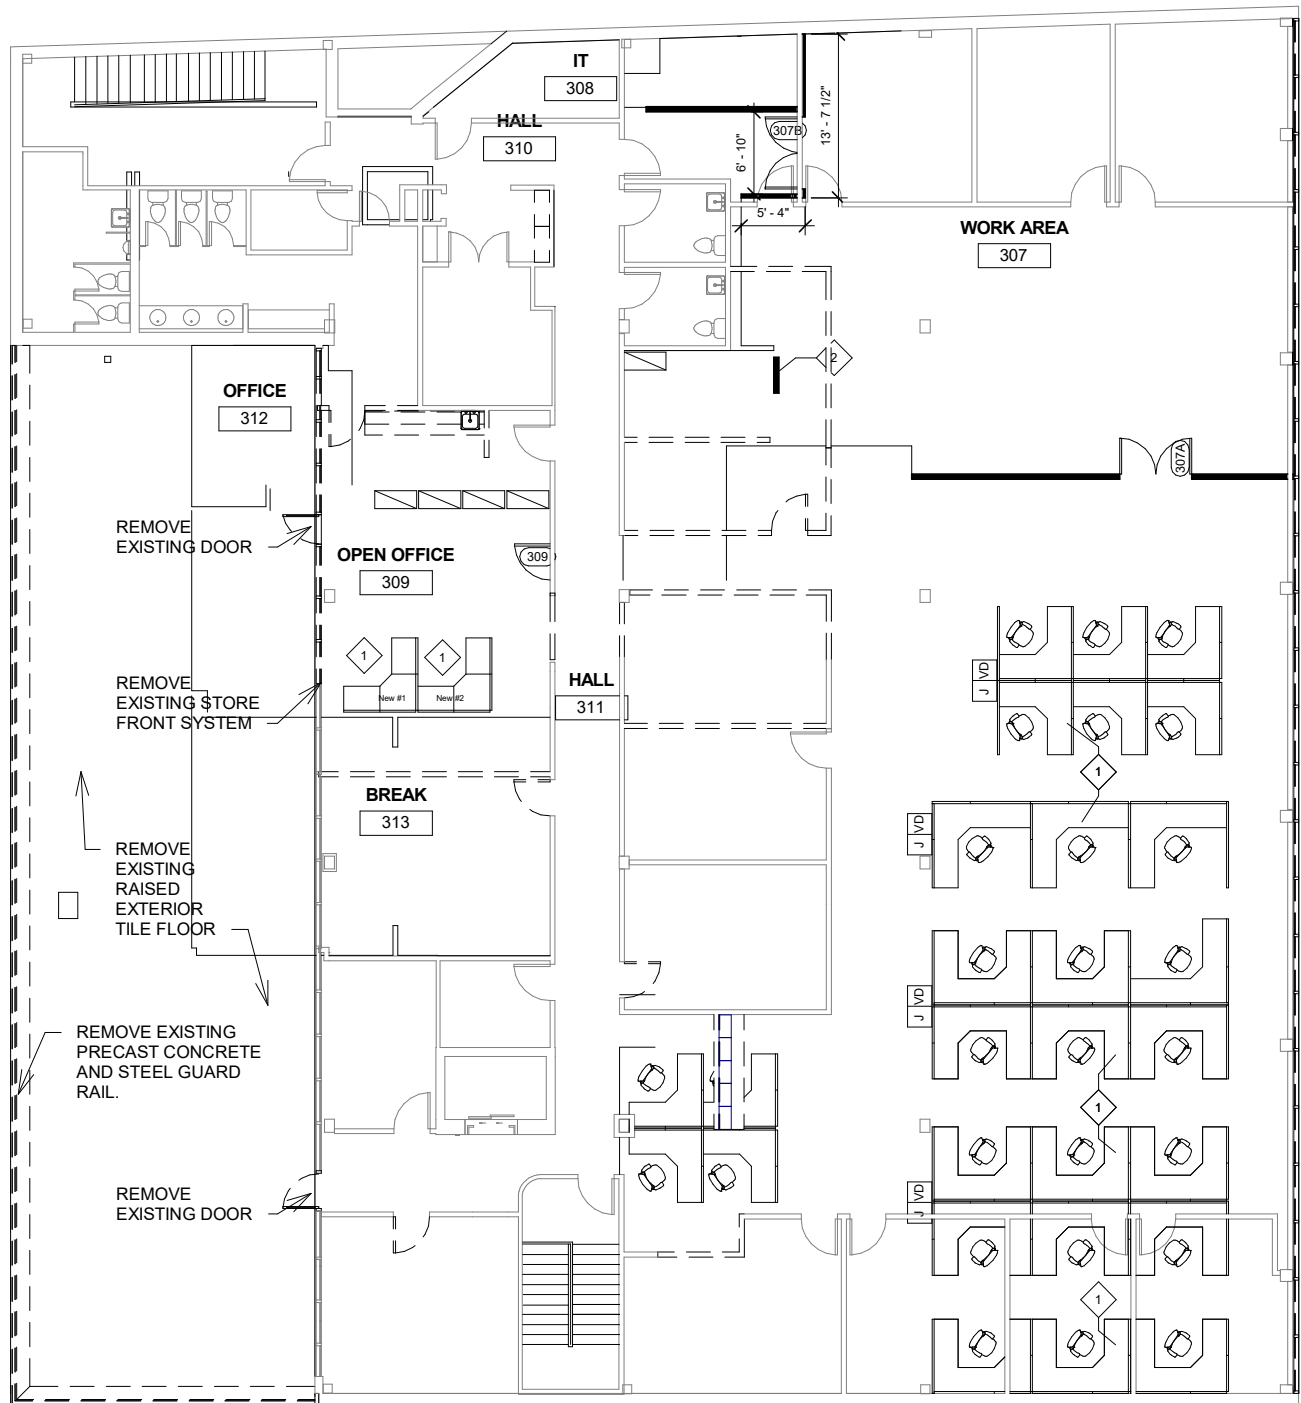 IT
308
HALL
310
307B
13' - 7 1/2"
6' - 10"
5' - 4"
WORK AREA
307
2
OFFICE
312
307A
REMOVE
EXISTING DOOR
OPEN OFFICE
309
309
1
1
New #1
New #2
REMOVE
EXISTING STORE
FRONT SYSTEM
HALL
311
J VD
1
BREAK
313
J VD
REMOVE
EXISTING
RAISED
EXTERIOR
TILE FLOOR
J VD
REMOVE EXISTING
PRECAST CONCRETE
AND STEEL GUARD
RAIL.
1
REMOVE
EXISTING DOOR
J VD
1